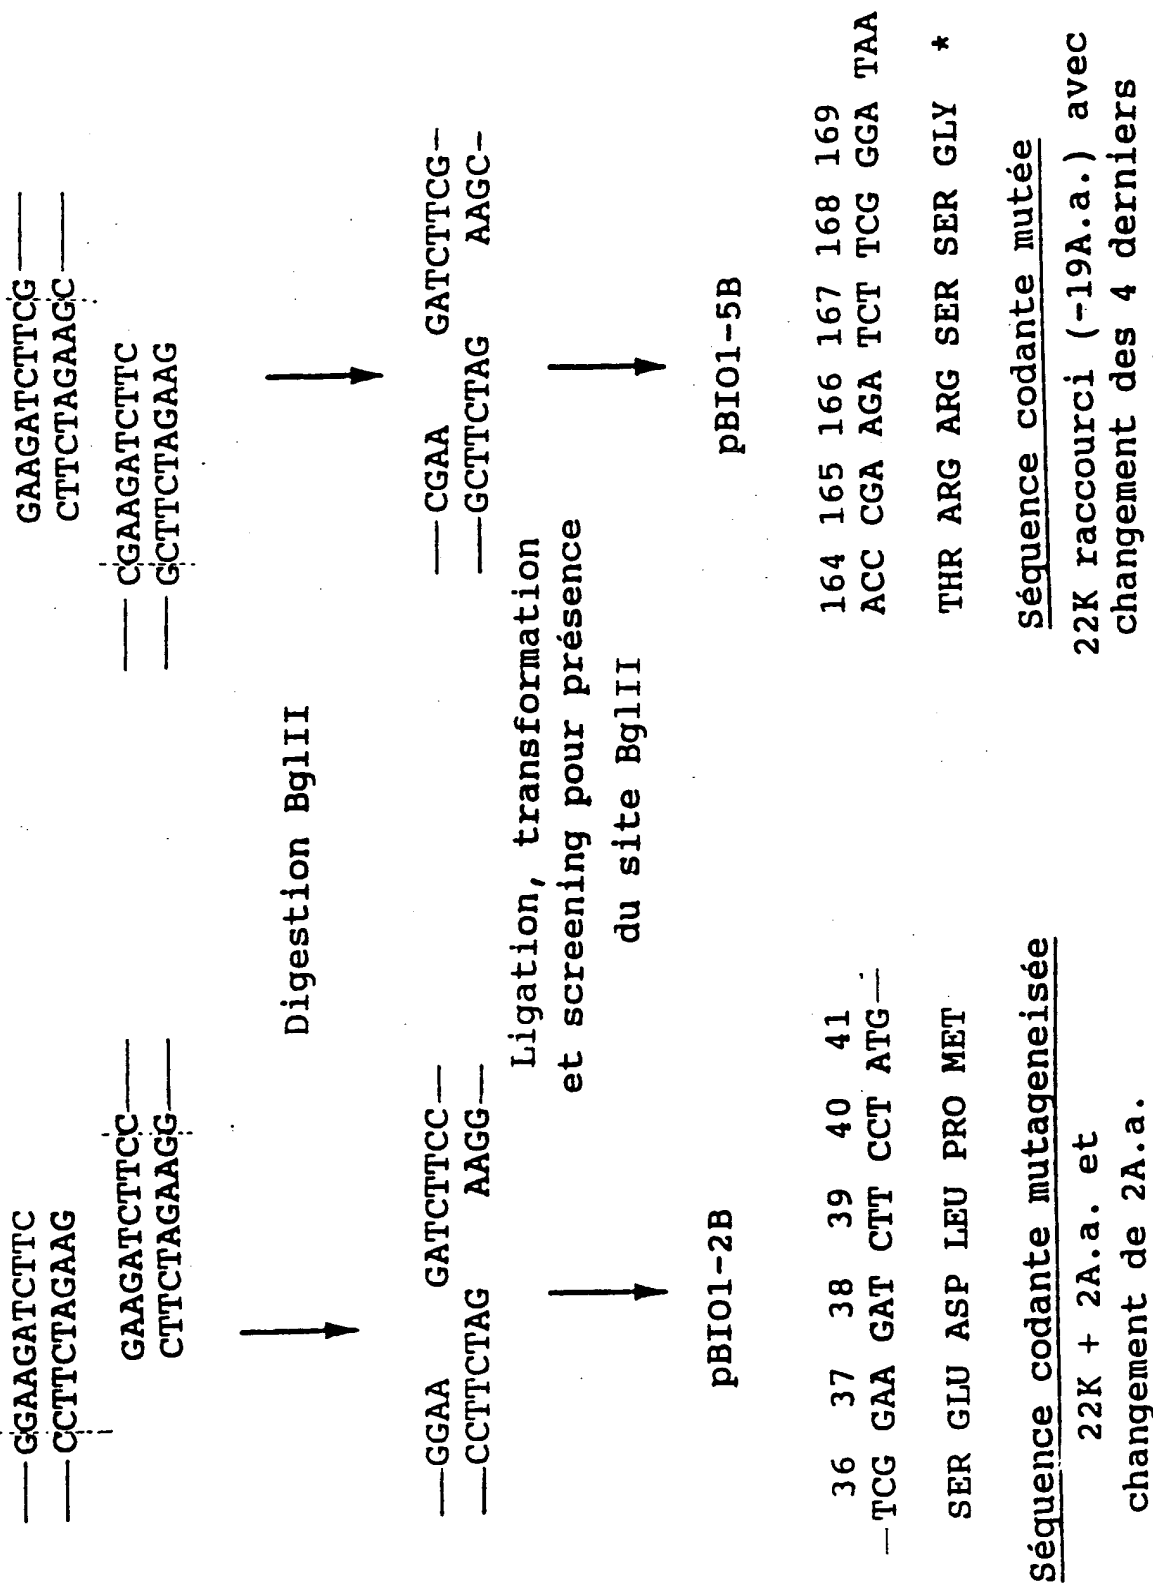 GGAAGATCTTC
CCTTCTAGAAG
GAAGATCTTCC
CTTCTAGAAGG
GAAGATCTTCG
CTTCTAGAAGC
CGAAGATCTTC
GCTTCTAGAAG
Digestion BglII
GGAA GATCTTCC
CCTTCTAG AAGG
CGAA GATCTTCG
GCTTCTAG AAGC
Ligation, transformation
et screening pour présence
du site BglII
pBIO1-2B
pBIO1-5B
36 37 38 39 40 41
TCG GAA GAT CTT CCT ATG
SER GLU ASP LEU PRO MET
Séquence codante mutageneisée
22K + 2A.a. et
changement de 2A.a.
164 165 166 167 168 169
ACC CGA AGA TCT TCG GGA TAA
THR ARG ARG SER SER GLY *
Séquence codante mutée
22K raccourci (-19A.a.) avec
changement des 4 derniers